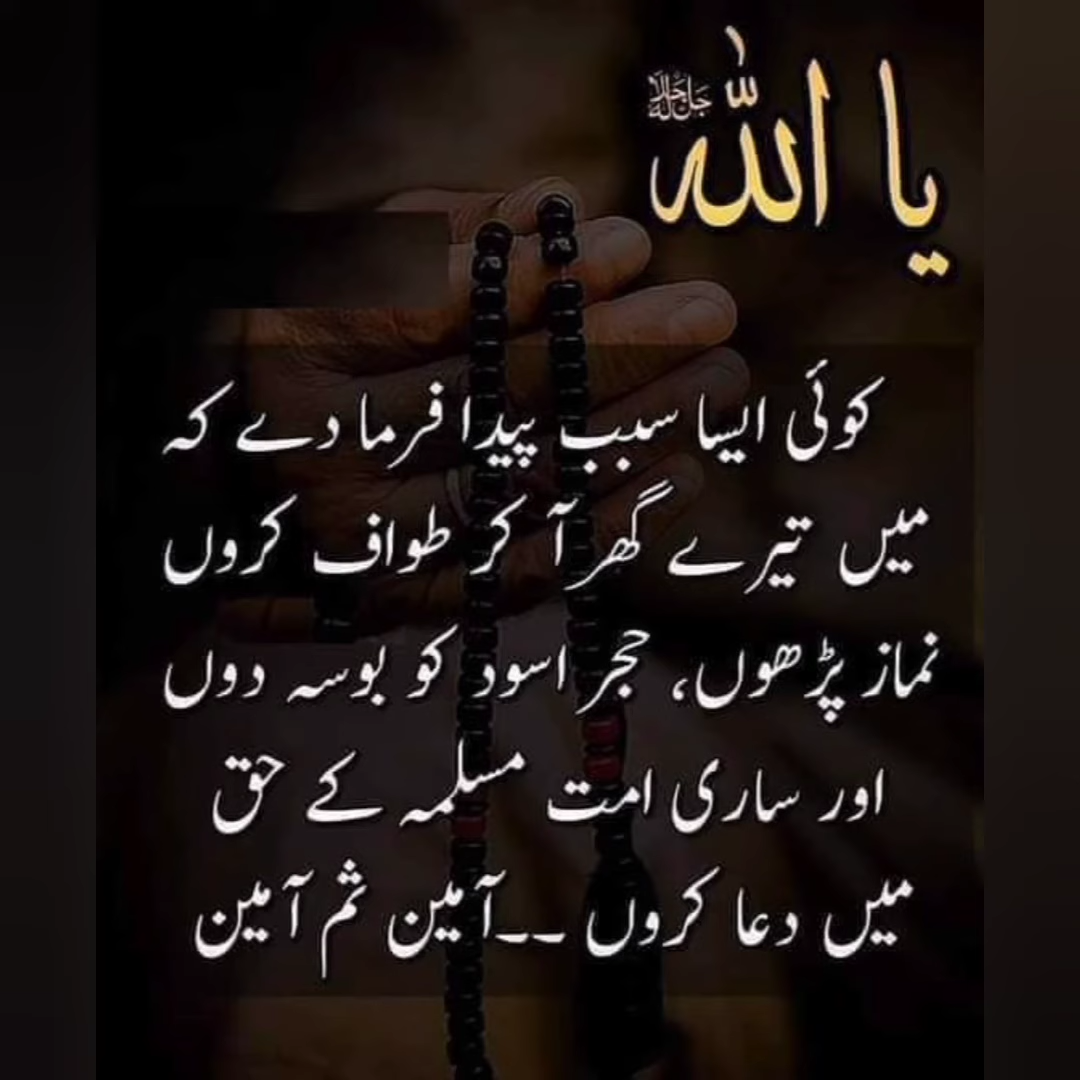 یا اللہ جل جلالہ
کوئی ایسا سبب پیدا فرما دے کہ
میں تیرے گھر آ کر طواف کروں
نماز پڑھوں، حجر اسود کو بوسہ دوں
اور ساری امت مسلمہ کے حق
میں دعا کروں ۔۔آمین ثم آمین